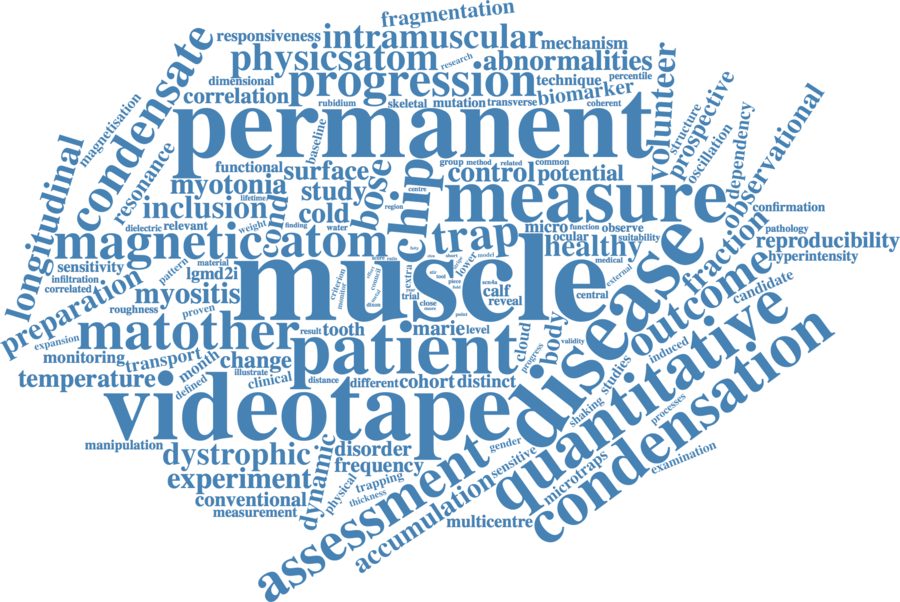 fragmentation
responsiveness
intramuscular
mechanism
condensate
physicsatom
research
abnormalities
percentile
dimensional
progression
technique
volunteer
correlation
rubidium
skeletal
mutation
transverse
biomarker
coherent
magnetisation
permanent
structure
prospective
oscillation
dependency
observational
baseline
resonance
functional
surface
group
method
related
common
control
potential
longitudinal
myotonia
lifetime
study
bose
centre
chip
measure
inclusion
cold
region
confirmation
dielectric
relevant
weight
finding
water
cond
trap
micro
function
observe
fraction
pathology
magnetic
atom
ocular
suitability
reproducibility
healthy
medical
hyperintensity
sensitivity
pattern
material
lgmd2i
muscle
infiltration
correlated
criterion
monitor
extra
lower
model
short
external
disease
outcome
candidate
preparation
myositis
trial
calf
reveal
central
roughness
proven
close
point
expansion
matother
result
tooth
marie
level
cloud
body
validity
monitoring
transport
month
change
patient
progress
studies
induced
quantitative
temperature
defined
illustrate
clinical
distance
different
cohort
distinct
videotape
shaking
processes
condensation
manipulation
dystrophic
disorder
dynamic
gender
sensitive
assessment
frequency
microtraps
examination
experiment
physical
trapping
thickness
accumulation
conventional
measurement
multicentre